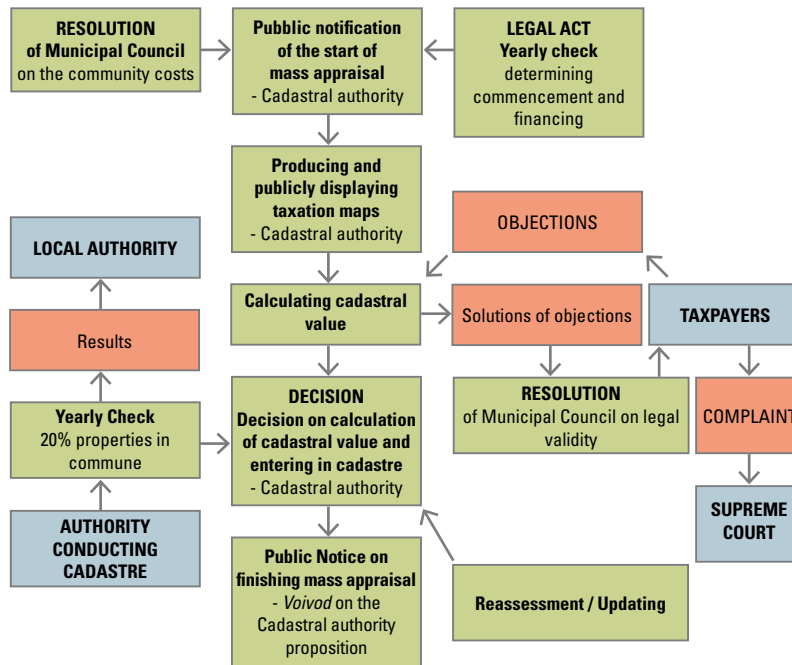 RESOLUTION
of Municipal Council
on the community costs
Pubblic notification
of the start of
mass appraisal
- Cadastral authority
LEGAL ACT
Yearly check
determining
commencement and
financing
Producing and
publicly displaying
taxation maps
- Cadastral authority
OBJECTIONS
LOCAL AUTHORITY
Calculating cadastral
value
Solutions of objections
TAXPAYERS
Results
DECISION
Decision on calculation
of cadastral value and
entering in cadastre
- Cadastral authority
RESOLUTION
of Municipal Council on legal
validity
COMPLAINT
Yearly Check
20% properties in
commune
SUPREME
COURT
AUTHORITY
CONDUCTING
CADASTRE
Public Notice on
finishing mass appraisal
- Voivod on the
Cadastral authority
proposition
Reassessment / Updating